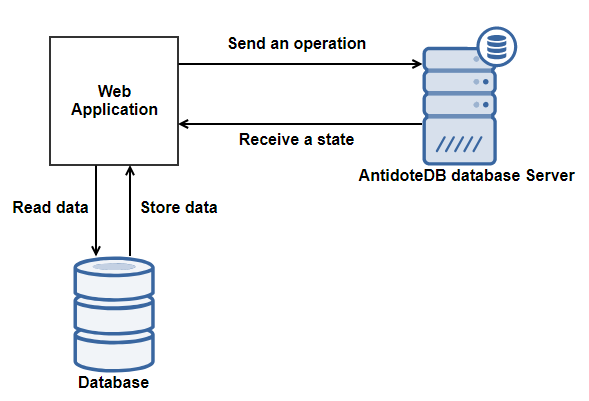 Send an operation
Web
Application
Receive a state
AntidoteDB database Server
Read data
Store data
Database